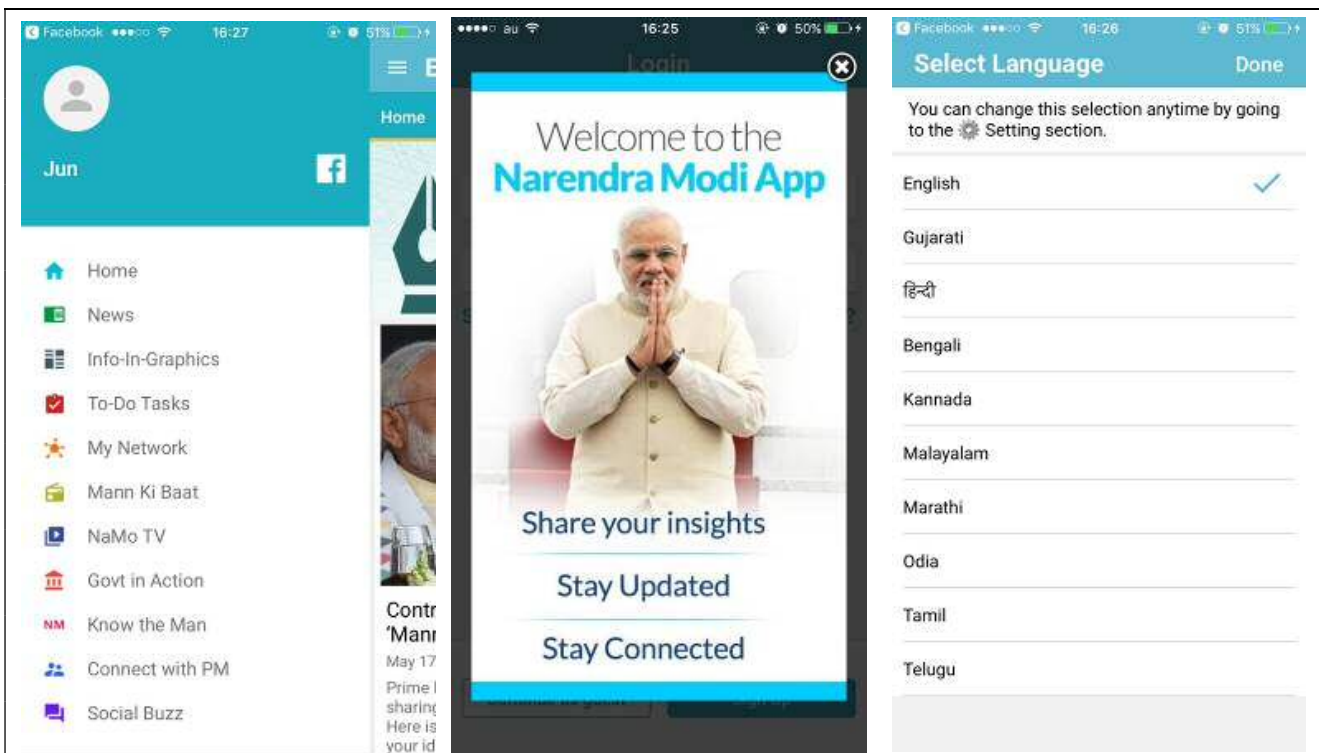 Facebook 16:27 51%
Jun
Home
News
Info-In-Graphics
To-Do Tasks
My Network
Mann Ki Baat
NaMo TV
Govt in Action
NM Know the Man
Connect with PM
Social Buzz
Home
Contr
'Mann
May 17
Prime
sharing
Here is
your id
au 16:25 50%
Login
Welcome to the
Narendra Modi App
Share your insights
Stay Updated
Stay Connected
Facebook 16:26 51%
Select Language Done
You can change this selection anytime by going
to the Setting section.
English
Gujarati
हिन्दी
Bengali
Kannada
Malayalam
Marathi
Odia
Tamil
Telugu